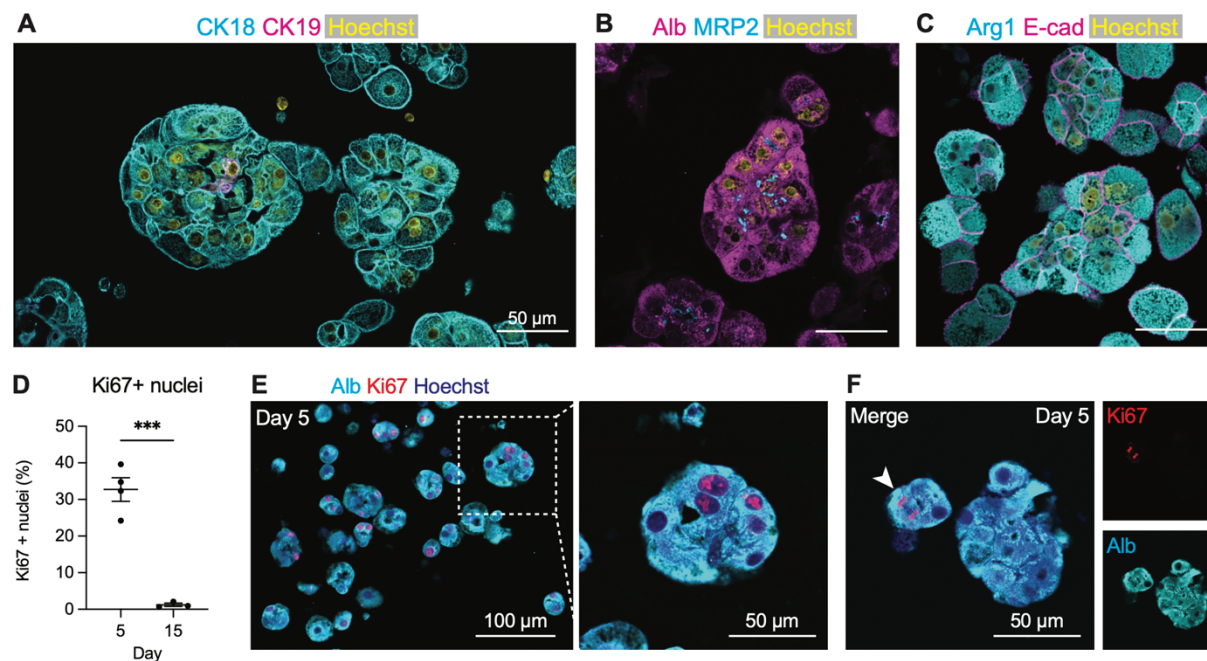 A
CK18 CK19 Hoechst
50 μm
B
Alb MRP2 Hoechst
C
Arg1 E-cad Hoechst
D
Ki67+ nuclei
Ki67 + nuclei (%)
50
40
30
20
10
0
***
5
15
Day
E
Alb Ki67 Hoechst
Day 5
100 μm
50 μm
F
Merge
Day 5
50 μm
Ki67
Alb